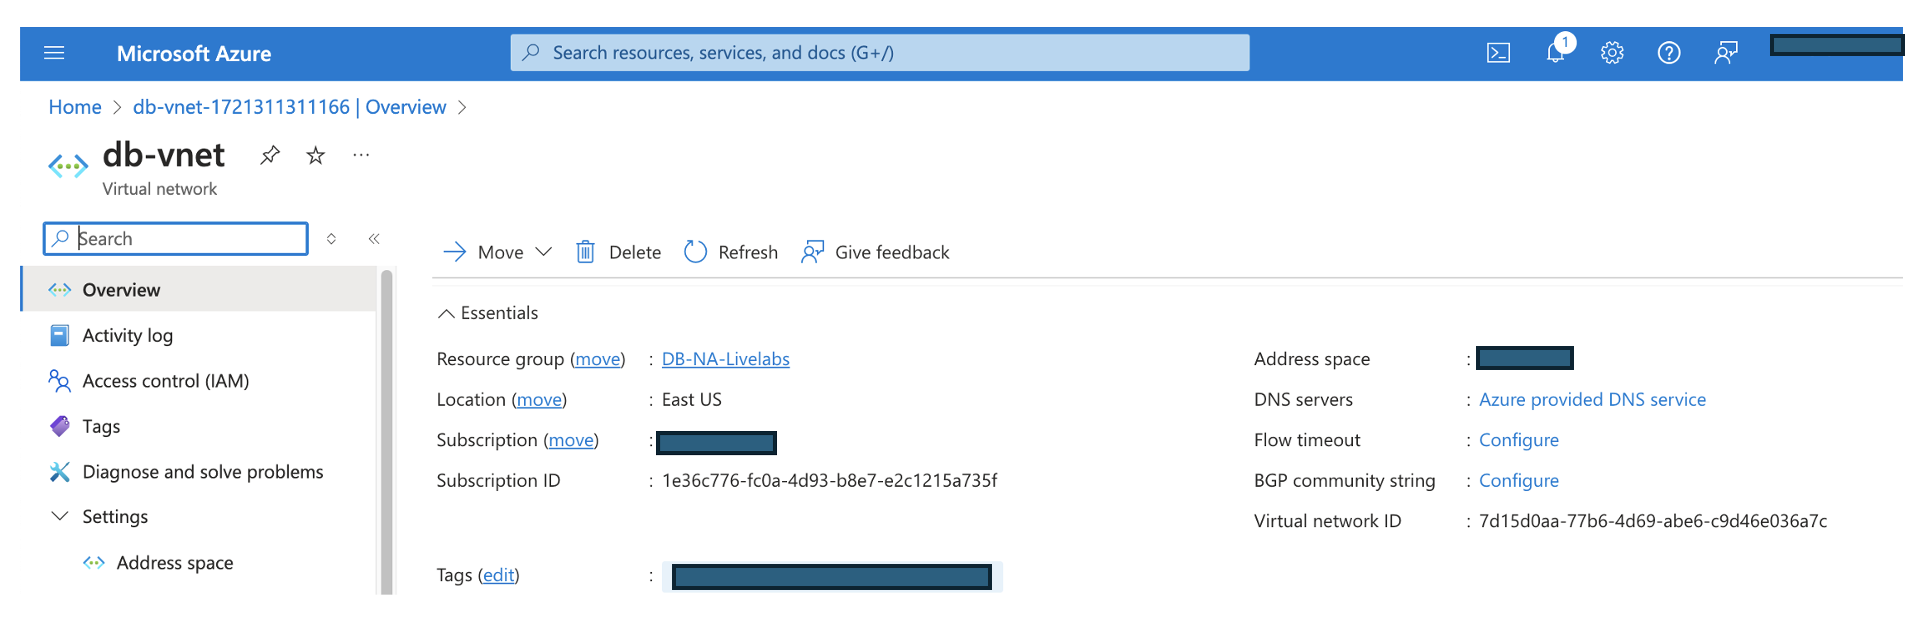 Microsoft Azure
Search resources, services, and docs (G+/)
1
Home > db-vnet-1721311311166 | Overview >
db-vnet
...
Virtual network
Search
Overview
Activity log
Access control (IAM)
Tags
Diagnose and solve problems
Settings
Address space
Move
Delete
Refresh
Give feedback
Essentials
Resource group (move) : DB-NA-Livelabs
Location (move) : East US
Subscription (move) :
Subscription ID : 1e36c776-fc0a-4d93-b8e7-e2c1215a735f
Tags (edit) :
Address space :
DNS servers : Azure provided DNS service
Flow timeout : Configure
BGP community string : Configure
Virtual network ID : 7d15d0aa-77b6-4d69-abe6-c9d46e036a7c